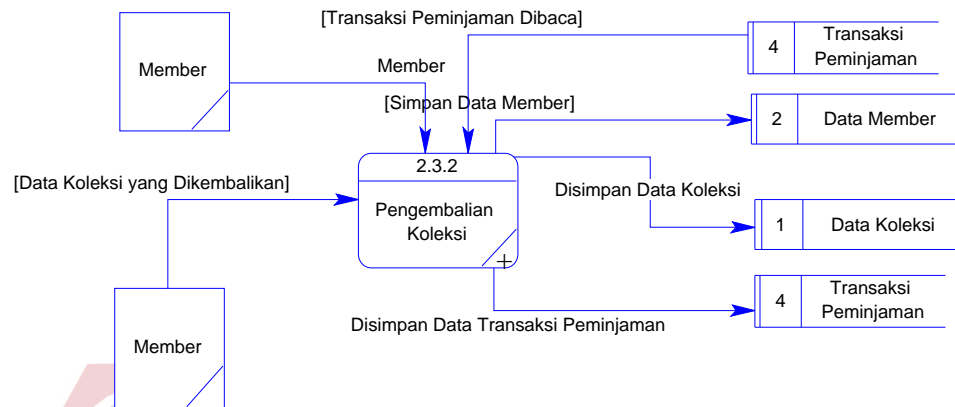 [Transaksi Peminjaman Dibaca]
4
Transaksi
Peminjaman
Member
Member
[Simpan Data Member]
2
Data Member
2.3.2
[Data Koleksi yang Dikembalikan]
Disimpan Data Koleksi
Pengembalian
Koleksi
1
Data Koleksi
4
Transaksi
Peminjaman
Disimpan Data Transaksi Peminjaman
Member